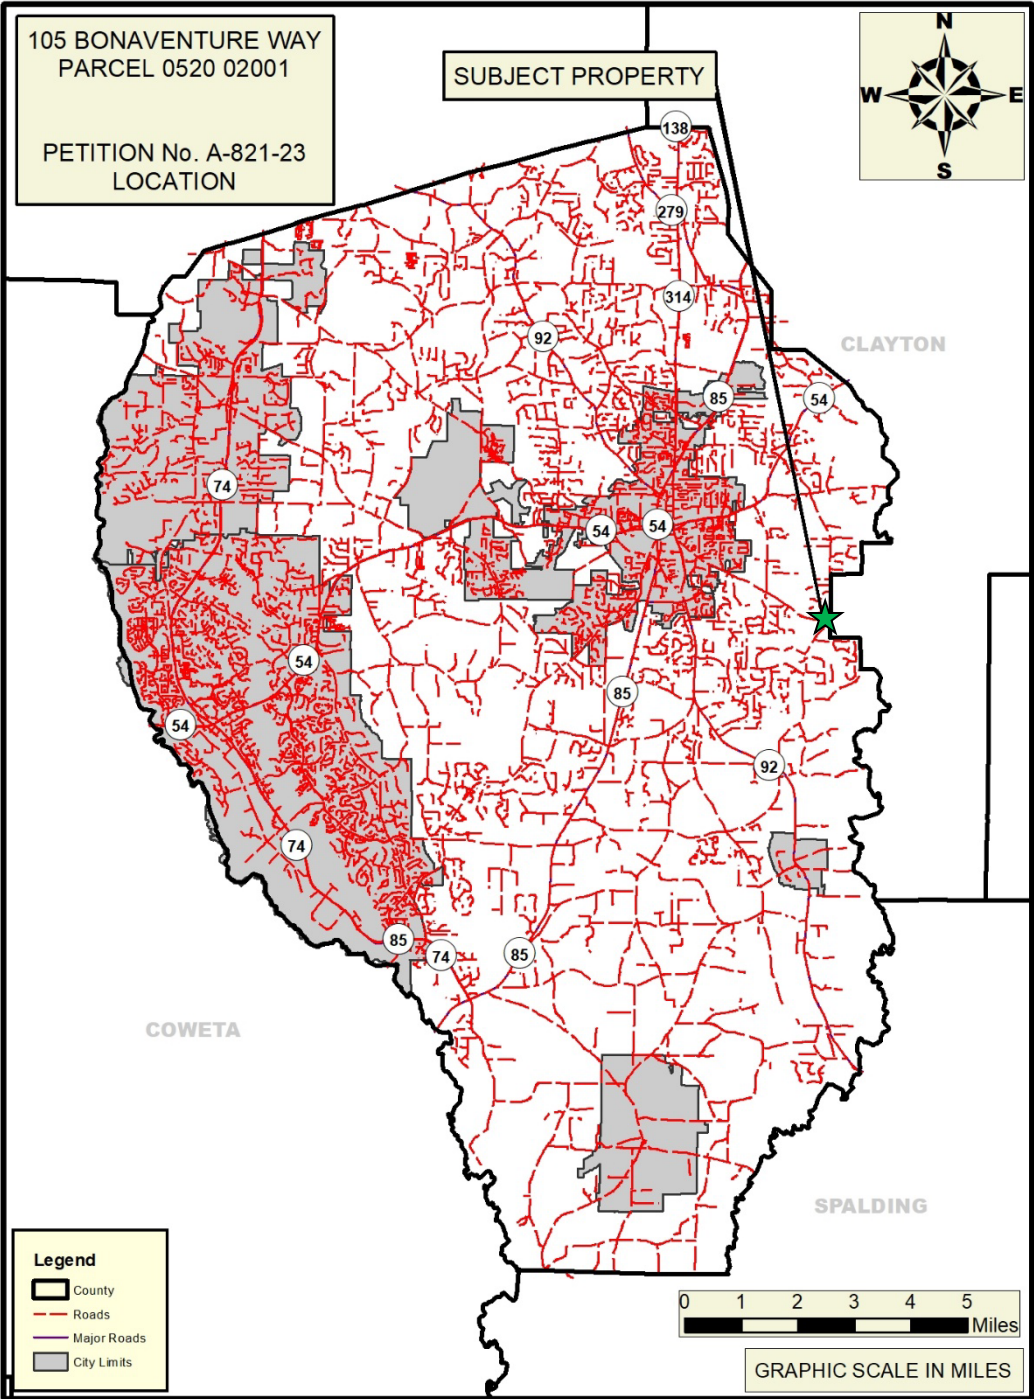 105 BONAVENTURE WAY
PARCEL 0520 02001
PETITION No. A-821-23
LOCATION
SUBJECT PROPERTY
N
W
E
S
138
279
314
92
CLAYTON
85
54
74
54
54
54
85
54
92
74
85
74
85
COWETA
SPALDING
Legend
County
Roads
Major Roads
City Limits
0 1 2 3 4 5
Miles
GRAPHIC SCALE IN MILES